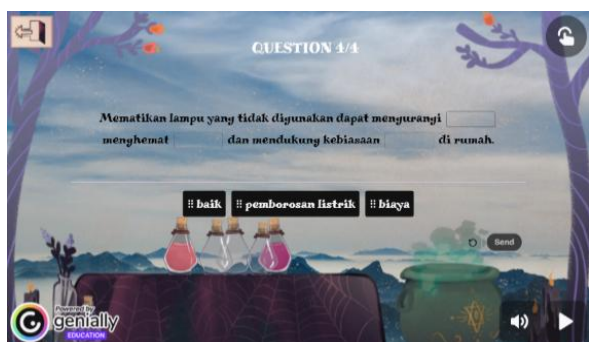 QUESTION 4/4
Mematikan lampu yang tidak digunakan dapat mengurangi
menghemat dan mendukung kebiasaan di rumah.
baik pemborosan listrik biaya
Send
Powered by
genially
EDUCATION